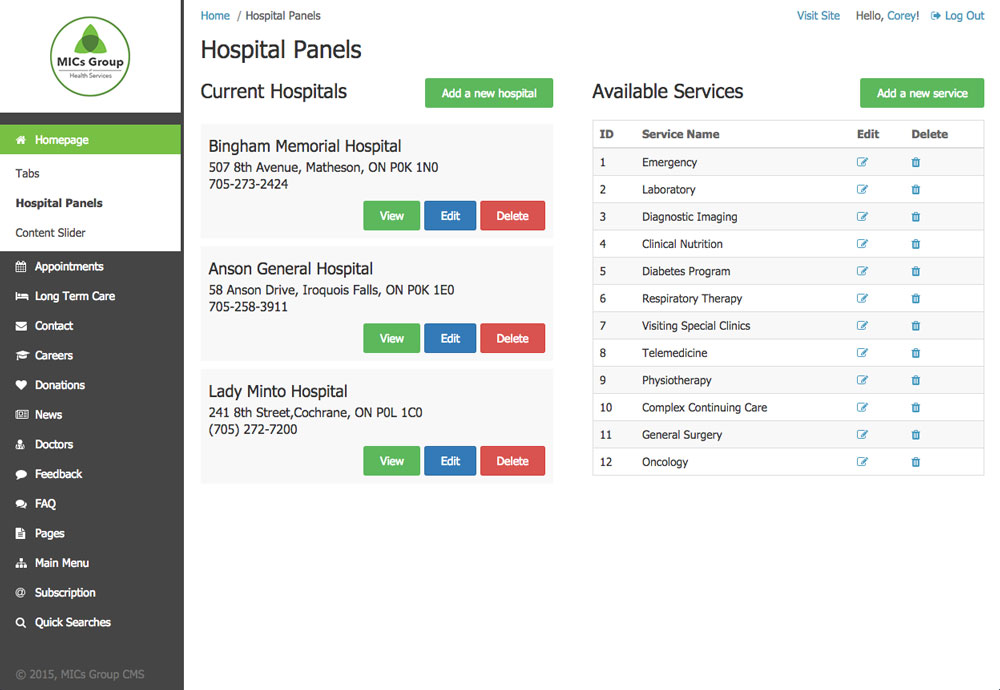 MICs Group
Health Services
Homepage
Tabs
Hospital Panels
Content Slider
Appointments
Long Term Care
Contact
Careers
Donations
News
Doctors
Feedback
FAQ
Pages
Main Menu
@ Subscription
Quick Searches
© 2015, MICs Group CMS
Home / Hospital Panels
Visit Site Hello, Corey! Log Out
Hospital Panels
Current Hospitals
Add a new hospital
Bingham Memorial Hospital
507 8th Avenue, Matheson, ON P0K 1N0
705-273-2424
View Edit Delete
Anson General Hospital
58 Anson Drive, Iroquois Falls, ON P0K 1E0
705-258-3911
View Edit Delete
Lady Minto Hospital
241 8th Street,Cochrane, ON P0L 1C0
(705) 272-7200
View Edit Delete
Available Services
Add a new service
ID Service Name Edit Delete
1 Emergency
2 Laboratory
3 Diagnostic Imaging
4 Clinical Nutrition
5 Diabetes Program
6 Respiratory Therapy
7 Visiting Special Clinics
8 Telemedicine
9 Physiotherapy
10 Complex Continuing Care
11 General Surgery
12 Oncology